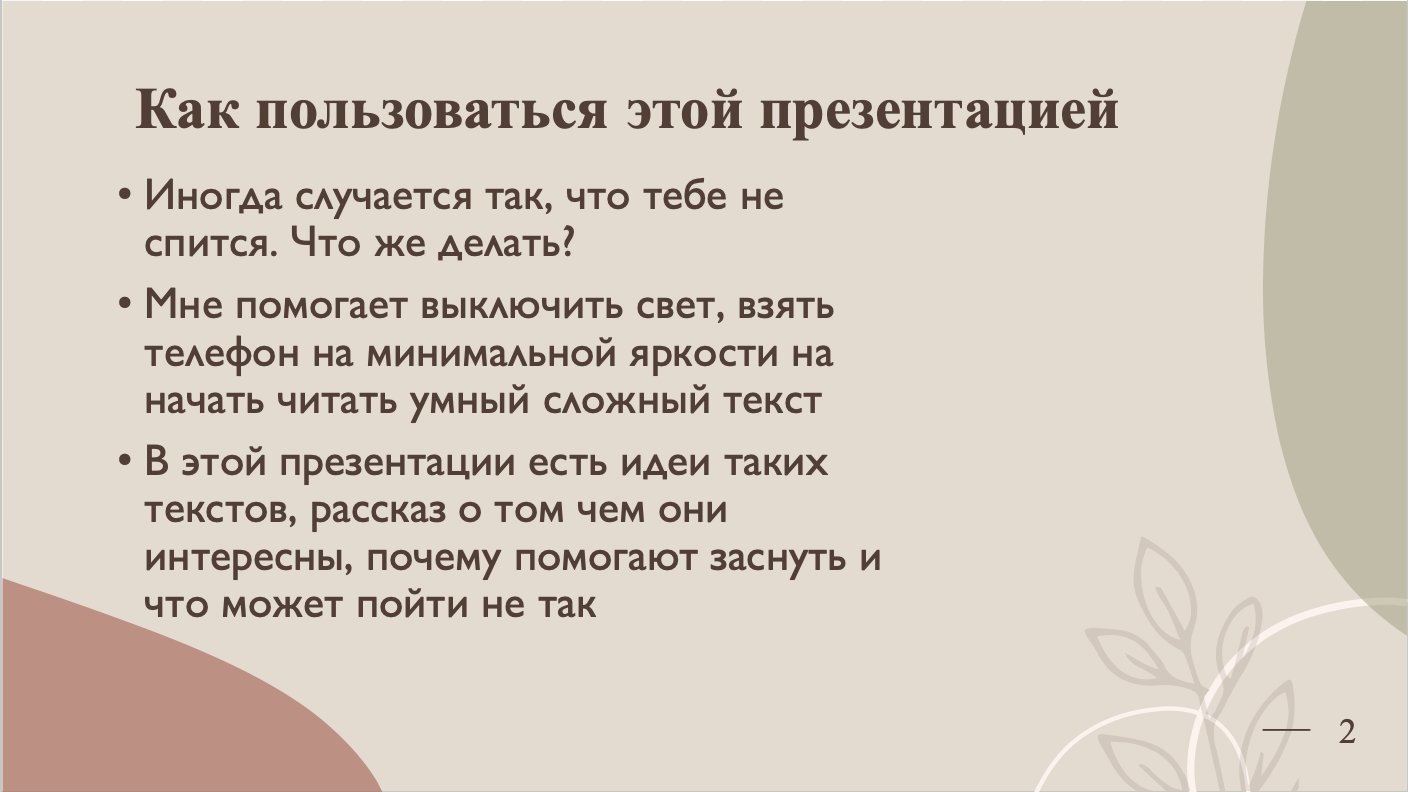 Как пользоваться этой презентацией
• Иногда случается так, что тебе не
спится. Что же делать?
• Мне помогает выключить свет, взять
телефон на минимальной яркости на
начать читать умный сложный текст
• В этой презентации есть идеи таких
текстов, рассказ о том чем они
интересны, почему помогают заснуть и
что может пойти не так
2